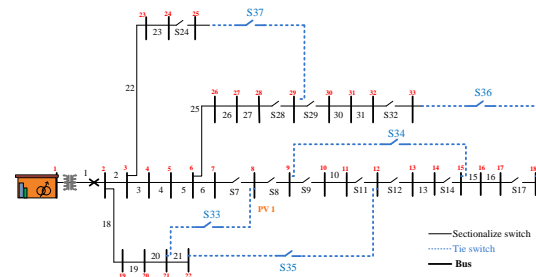 23 24 25
S37
23 S24
22
26 27 28 29 30 31 32 33
25
26 27 S28 S29 30 31 S32
S36
S34
1 1 2 2 3 4 5 6 7 8 9 10 10 11 12 13 14 15 15 16 16 17 18
3 4 5 6 S7 S8 S9 S12 13 S14 S17
PV 1
18
S33
S35
20 21
19
19 20 21 22
Sectionalize switch
Tie switch
Bus